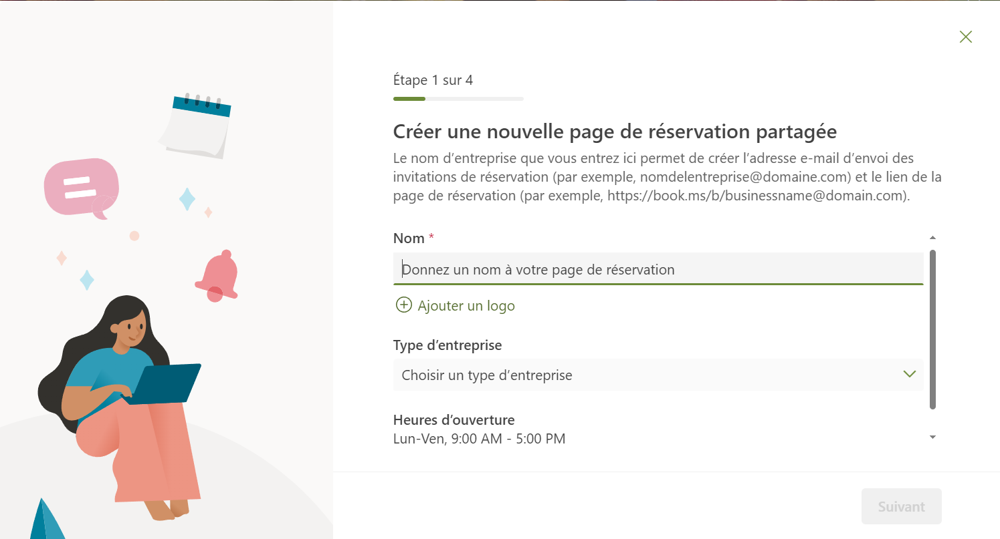 Étape 1 sur 4
Créer une nouvelle page de réservation partagée
Le nom d’entreprise que vous entrez ici permet de créer l’adresse e-mail d’envoi des
invitations de réservation (par exemple, nomdelentreprise@domaine.com) et le lien de la
page de réservation (par exemple, https://book.ms/b/businessname@domain.com).
Nom *
Donnez un nom à votre page de réservation
Ajouter un logo
Type d’entreprise
Choisir un type d’entreprise
Heures d’ouverture
Lun-Ven, 9:00 AM - 5:00 PM
Suivant